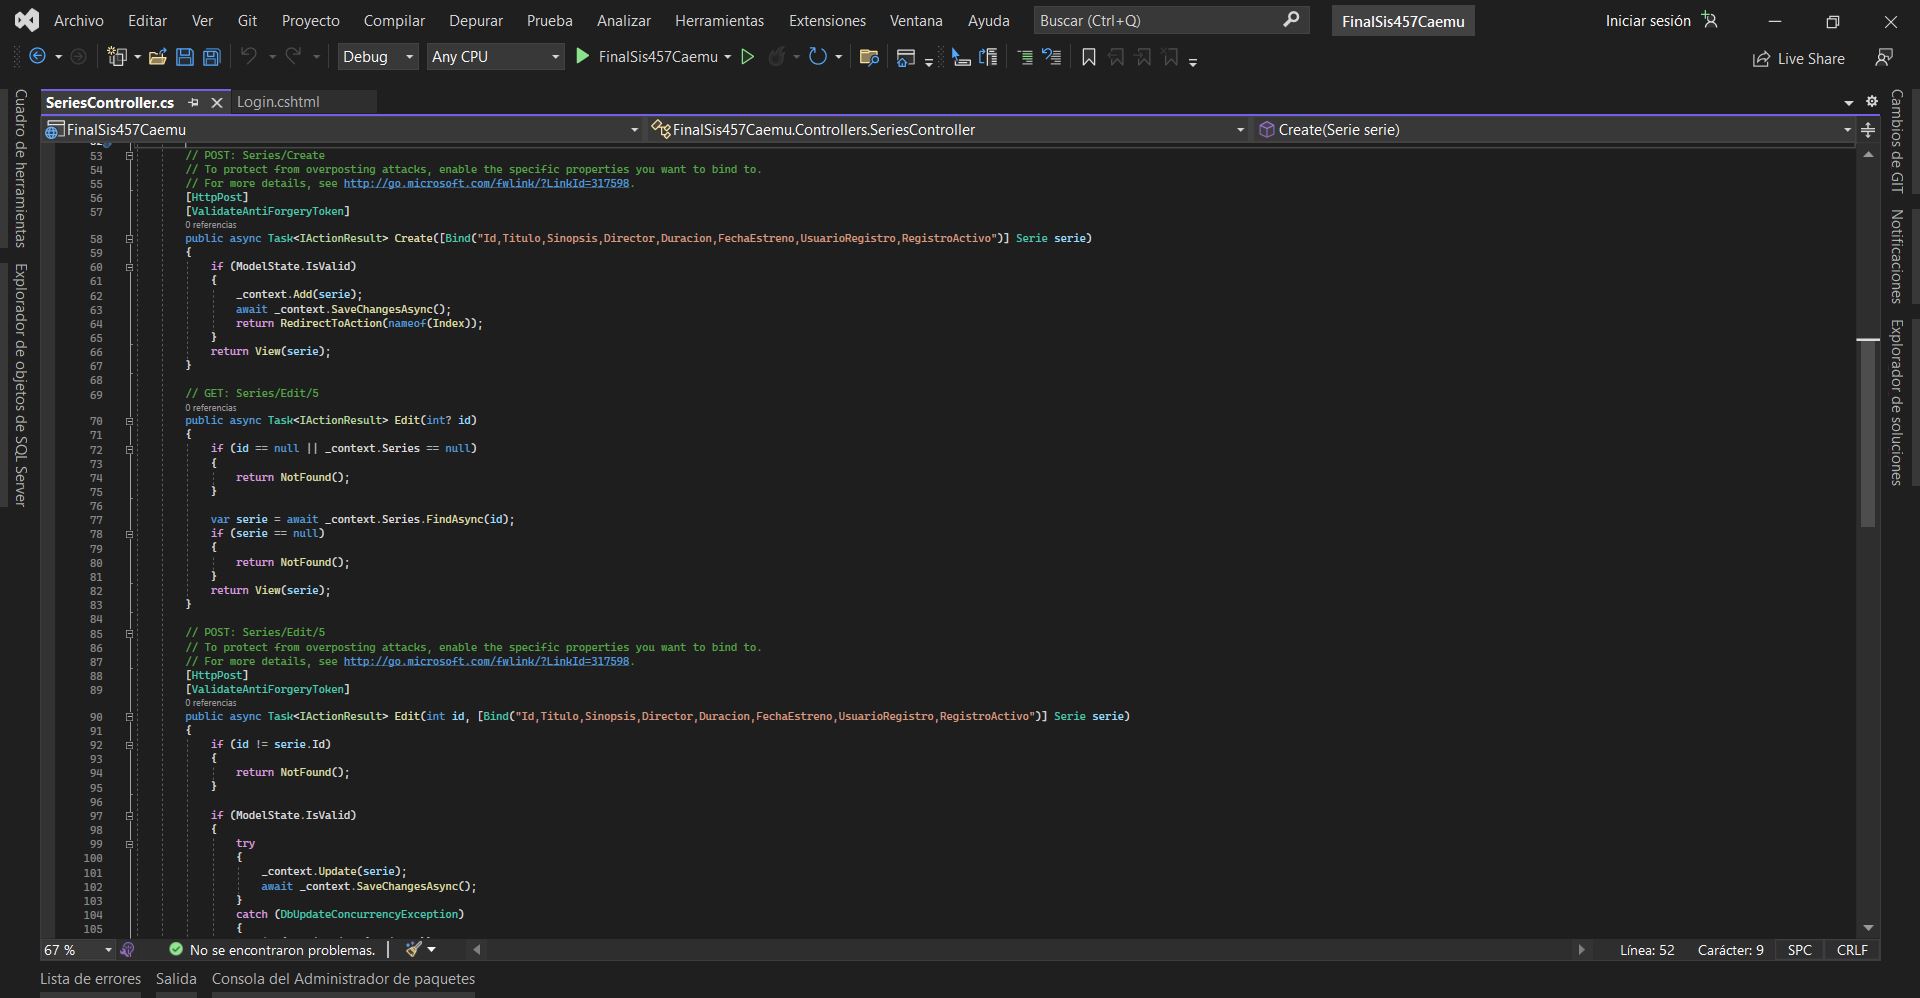 Archivo Editar Ver Git Proyecto Compilar Depurar Prueba Analizar Herramientas Extensiones Ventana Ayuda Buscar (Ctrl+Q) FinalSis457Caemu Iniciar sesión
Debug Any CPU FinalSis457Caemu Live Share
SeriesController.cs Login.cshtml
FinalSis457Caemu FinalSis457Caemu.Controllers.SeriesController Create(Serie serie)
Cuadro de herramientas
Explorador de objetos de SQL Server
52
53 // POST: Series/Create
54 // To protect from overposting attacks, enable the specific properties you want to bind to.
55 // For more details, see http://go.microsoft.com/fwlink/?LinkId=317598.
56 [HttpPost]
57 [ValidateAntiForgeryToken]
0 referencias
58 public async Task<IActionResult> Create([Bind("Id,Titulo,Sinopsis,Director,Duracion,FechaEstreno,UsuarioRegistro,RegistroActivo")] Serie serie)
59 {
60 if (ModelState.IsValid)
61 {
62 _context.Add(serie);
63 await _context.SaveChangesAsync();
64 return RedirectToAction(nameof(Index));
65 }
66 return View(serie);
67 }
68
69 // GET: Series/Edit/5
0 referencias
70 public async Task<IActionResult> Edit(int? id)
71 {
72 if (id == null || _context.Series == null)
73 {
74 return NotFound();
75 }
76
77 var serie = await _context.Series.FindAsync(id);
78 if (serie == null)
79 {
80 return NotFound();
81 }
82 return View(serie);
83 }
84
85 // POST: Series/Edit/5
86 // To protect from overposting attacks, enable the specific properties you want to bind to.
87 // For more details, see http://go.microsoft.com/fwlink/?LinkId=317598.
88 [HttpPost]
89 [ValidateAntiForgeryToken]
0 referencias
90 public async Task<IActionResult> Edit(int id, [Bind("Id,Titulo,Sinopsis,Director,Duracion,FechaEstreno,UsuarioRegistro,RegistroActivo")] Serie serie)
91 {
92 if (id != serie.Id)
93 {
94 return NotFound();
95 }
96
97 if (ModelState.IsValid)
98 {
99 try
100 {
101 _context.Update(serie);
102 await _context.SaveChangesAsync();
103 }
104 catch (DbUpdateConcurrencyException)
105 {
Cambios de GIT
Notificaciones
Explorador de soluciones
67 % No se encontraron problemas. Línea: 52 Carácter: 9 SPC CRLF
Lista de errores Salida Consola del Administrador de paquetes